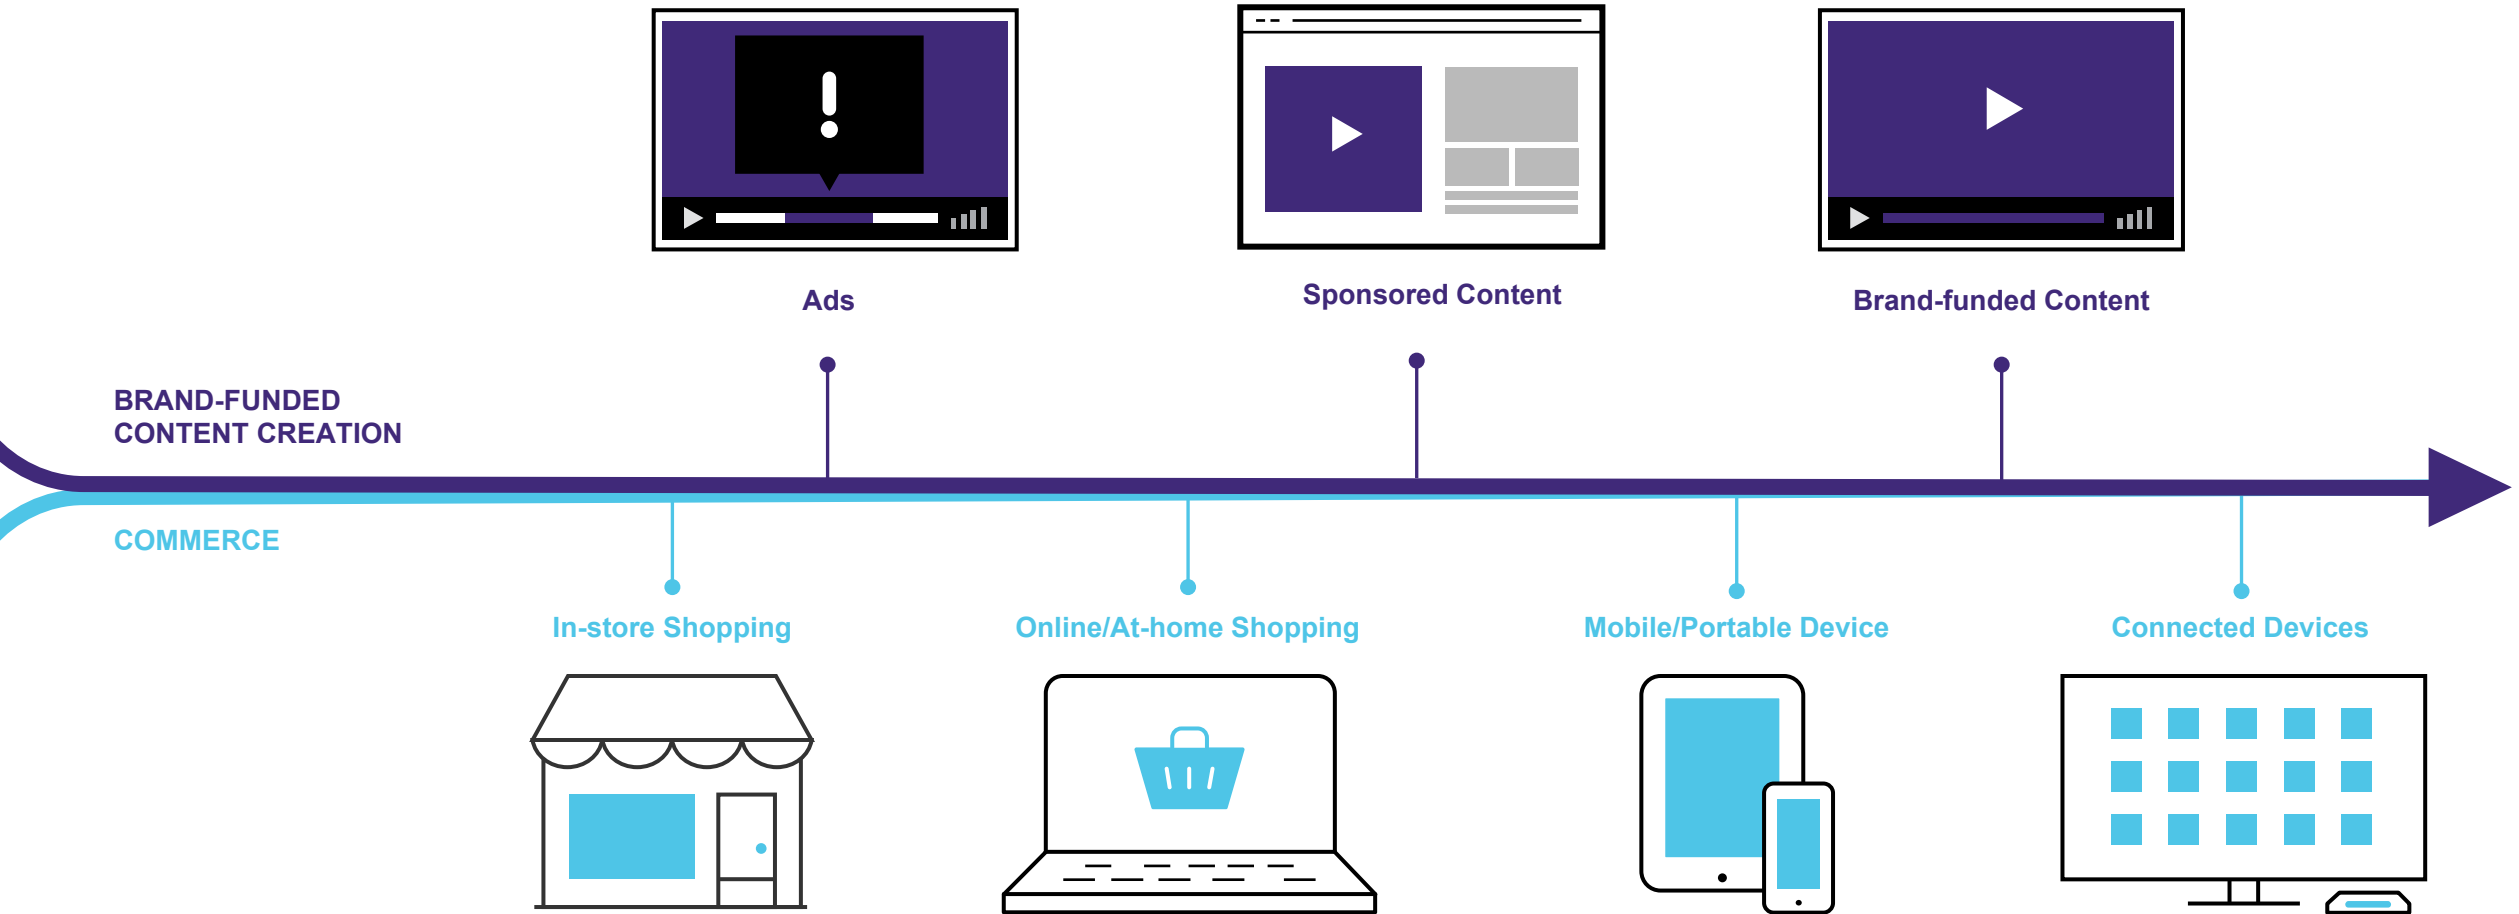 Ads
Sponsored Content
Brand-funded Content
BRAND-FUNDED
CONTENT CREATION
COMMERCE
In-store Shopping
Online/At-home Shopping
Mobile/Portable Device
Connected Devices